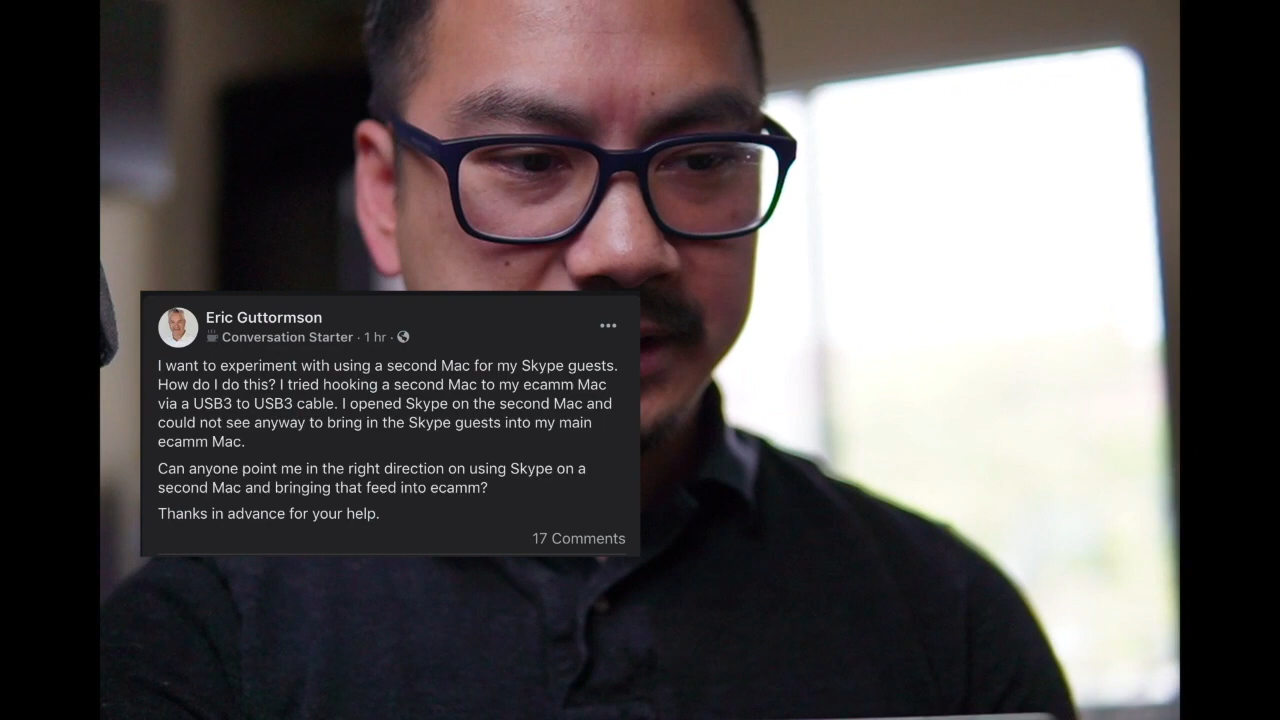 Eric Guttormson
Conversation Starter · 1 hr ·
I want to experiment with using a second Mac for my Skype guests.
How do I do this? I tried hooking a second Mac to my ecamm Mac
via a USB3 to USB3 cable. I opened Skype on the second Mac and
could not see anyway to bring in the Skype guests into my main
ecamm Mac.
Can anyone point me in the right direction on using Skype on a
second Mac and bringing that feed into ecamm?
Thanks in advance for your help.
17 Comments